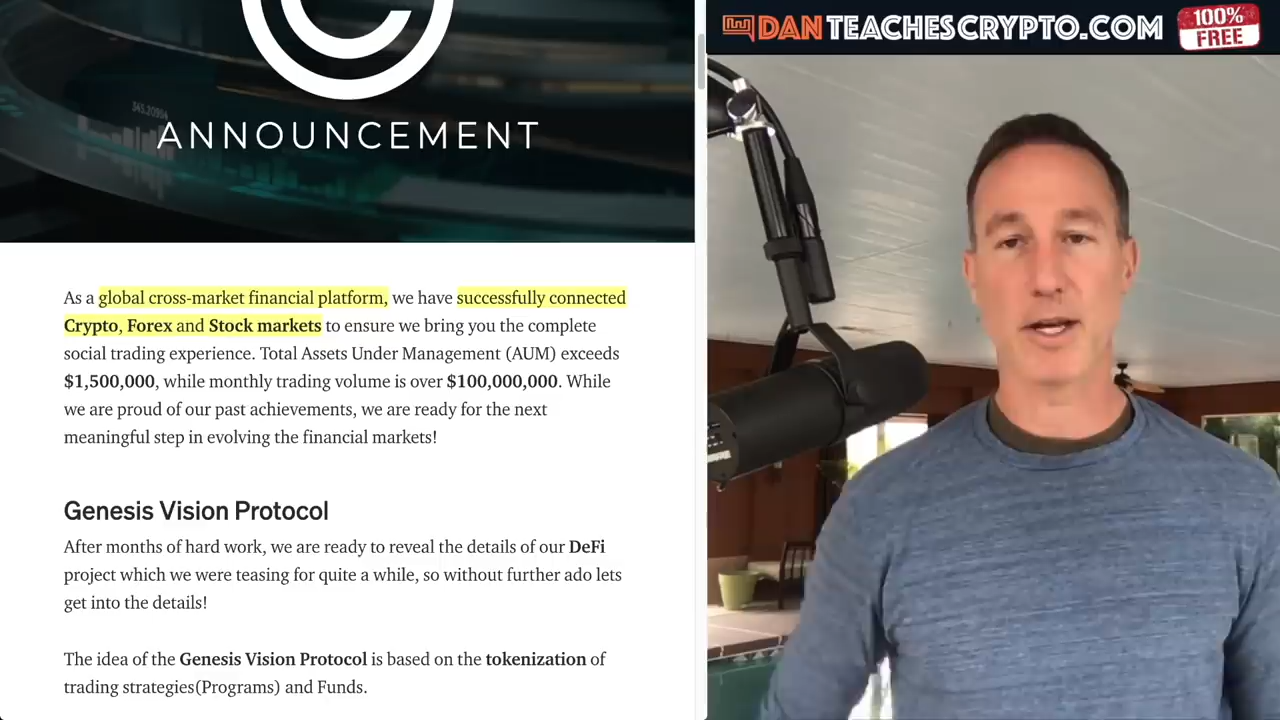 DANTEACHESCRYPTO.COM
100%
FREE
345.20904
ANNOUNCEMENT
As a global cross-market financial platform, we have successfully connected
Crypto, Forex and Stock markets to ensure we bring you the complete
social trading experience. Total Assets Under Management (AUM) exceeds
$1,500,000, while monthly trading volume is over $100,000,000. While
we are proud of our past achievements, we are ready for the next
meaningful step in evolving the financial markets!
Genesis Vision Protocol
After months of hard work, we are ready to reveal the details of our DeFi
project which we were teasing for quite a while, so without further ado lets
get into the details!
The idea of the Genesis Vision Protocol is based on the tokenization of
trading strategies(Programs) and Funds.